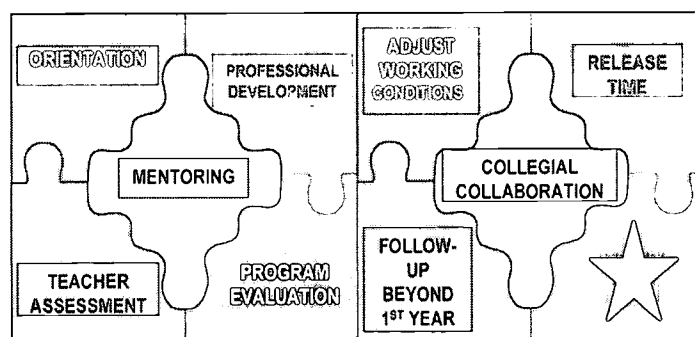 ORIENTATION
PROFESSIONAL
DEVELOPMENT
MENTORING
TEACHER
ASSESSMENT
PROGRAM
EVALUATION
ADJUST
WORKING
CONDITIONS
RELEASE
TIME
COLLEGIAL
COLLABORATION
FOLLOW-
UP
BEYOND
1ST YEAR